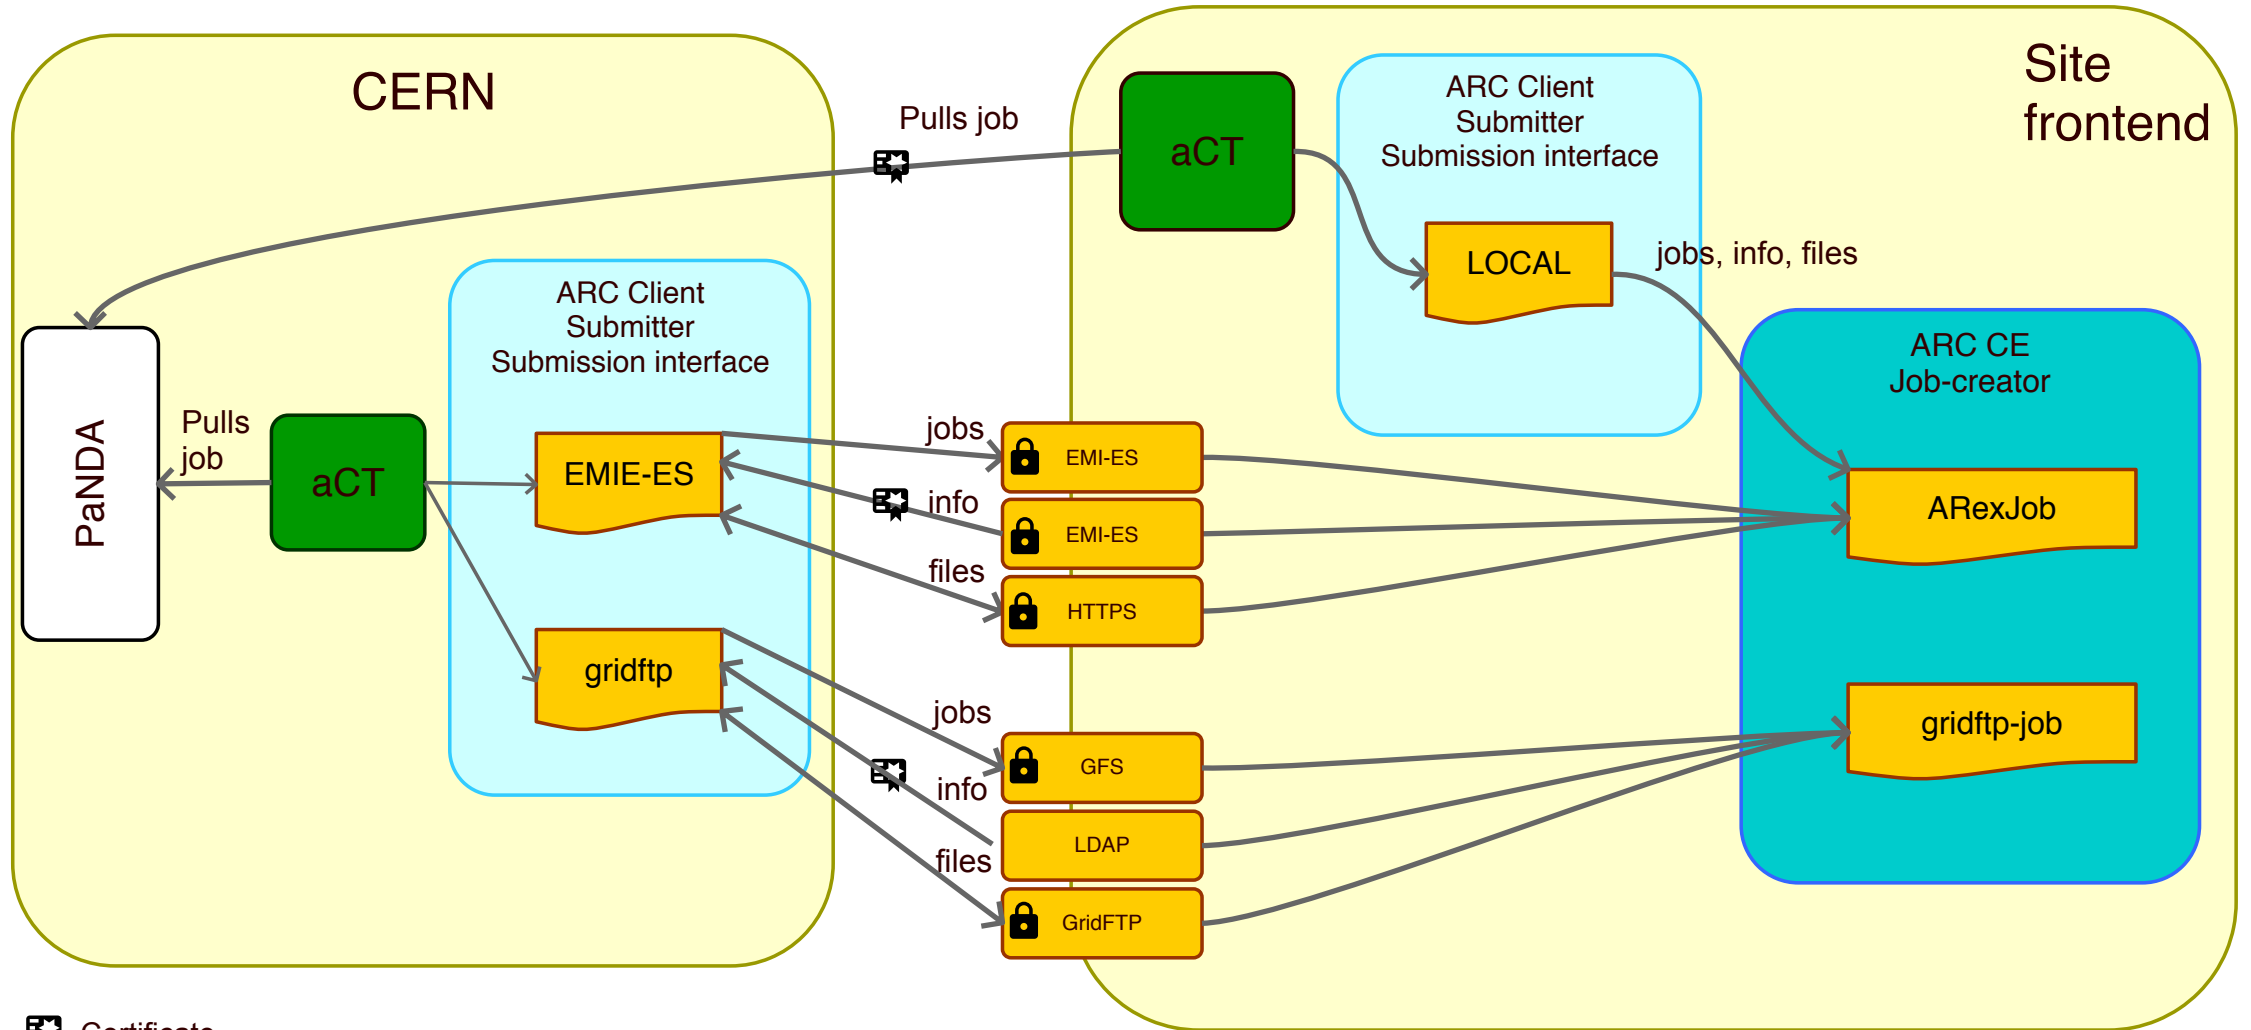 CERN
Site
frontend
Pulls job
aCT
ARC Client
Submitter
Submission interface
LOCAL
jobs, info, files
ARC Client
Submitter
Submission interface
ARC CE
Job-creator
PaNDA
Pulls
job
aCT
EMIE-ES
jobs
info
files
EMI-ES
EMI-ES
HTTPS
ARexJob
gridftp
jobs
info
files
GFS
LDAP
GridFTP
gridftp-job
Certificate